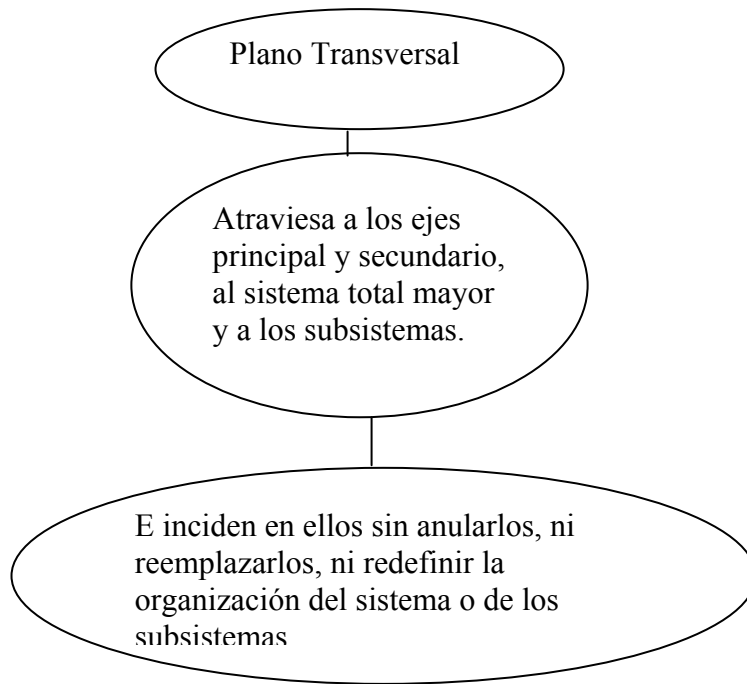 Plano Transversal
Atraviesa a los ejes
principal y secundario,
al sistema total mayor
y a los subsistemas.
E inciden en ellos sin anularlos, ni
reemplazarlos, ni redefinir la
organización del sistema o de los
subsistemas